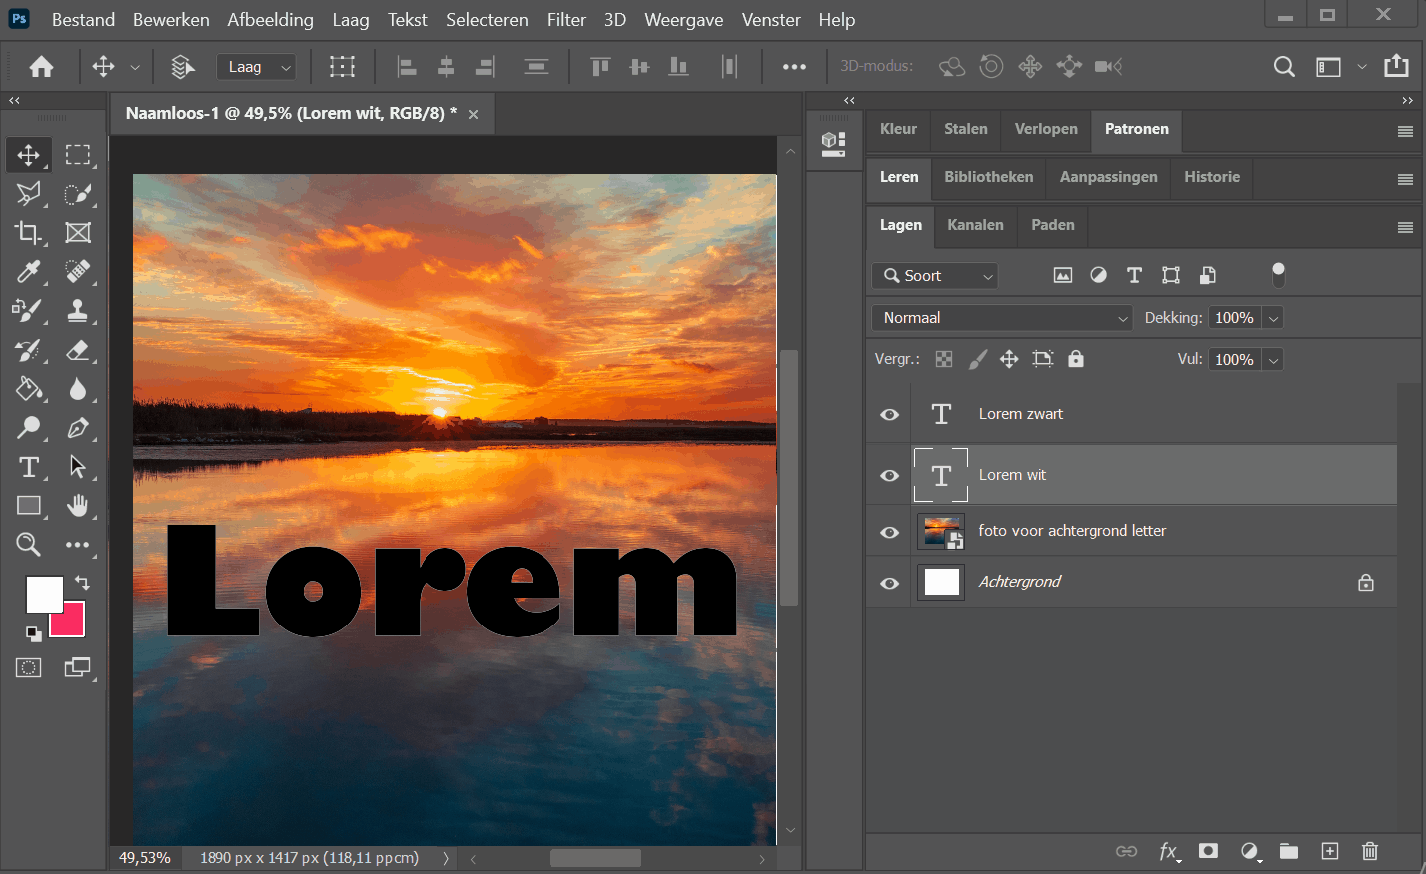 Ps Bestand Bewerken Afbeelding Laag Tekst Selecteren Filter 3D Weergave Venster Help
Laag 3D-modus:
Naamloos-1 @ 49,5% (Lorem wit, RGB/8) *
Kleur Stalen Verlopen Patronen
Leren Bibliotheken Aanpassingen Historie
Lagen Kanalen Paden
Soort
Normaal Dekking: 100%
Vergr.: Vul: 100%
Lorem zwart
Lorem wit
foto voor achtergrond letter
Achtergrond
Lorem
49,53% 1890 px x 1417 px (118,11 ppcm)
fx